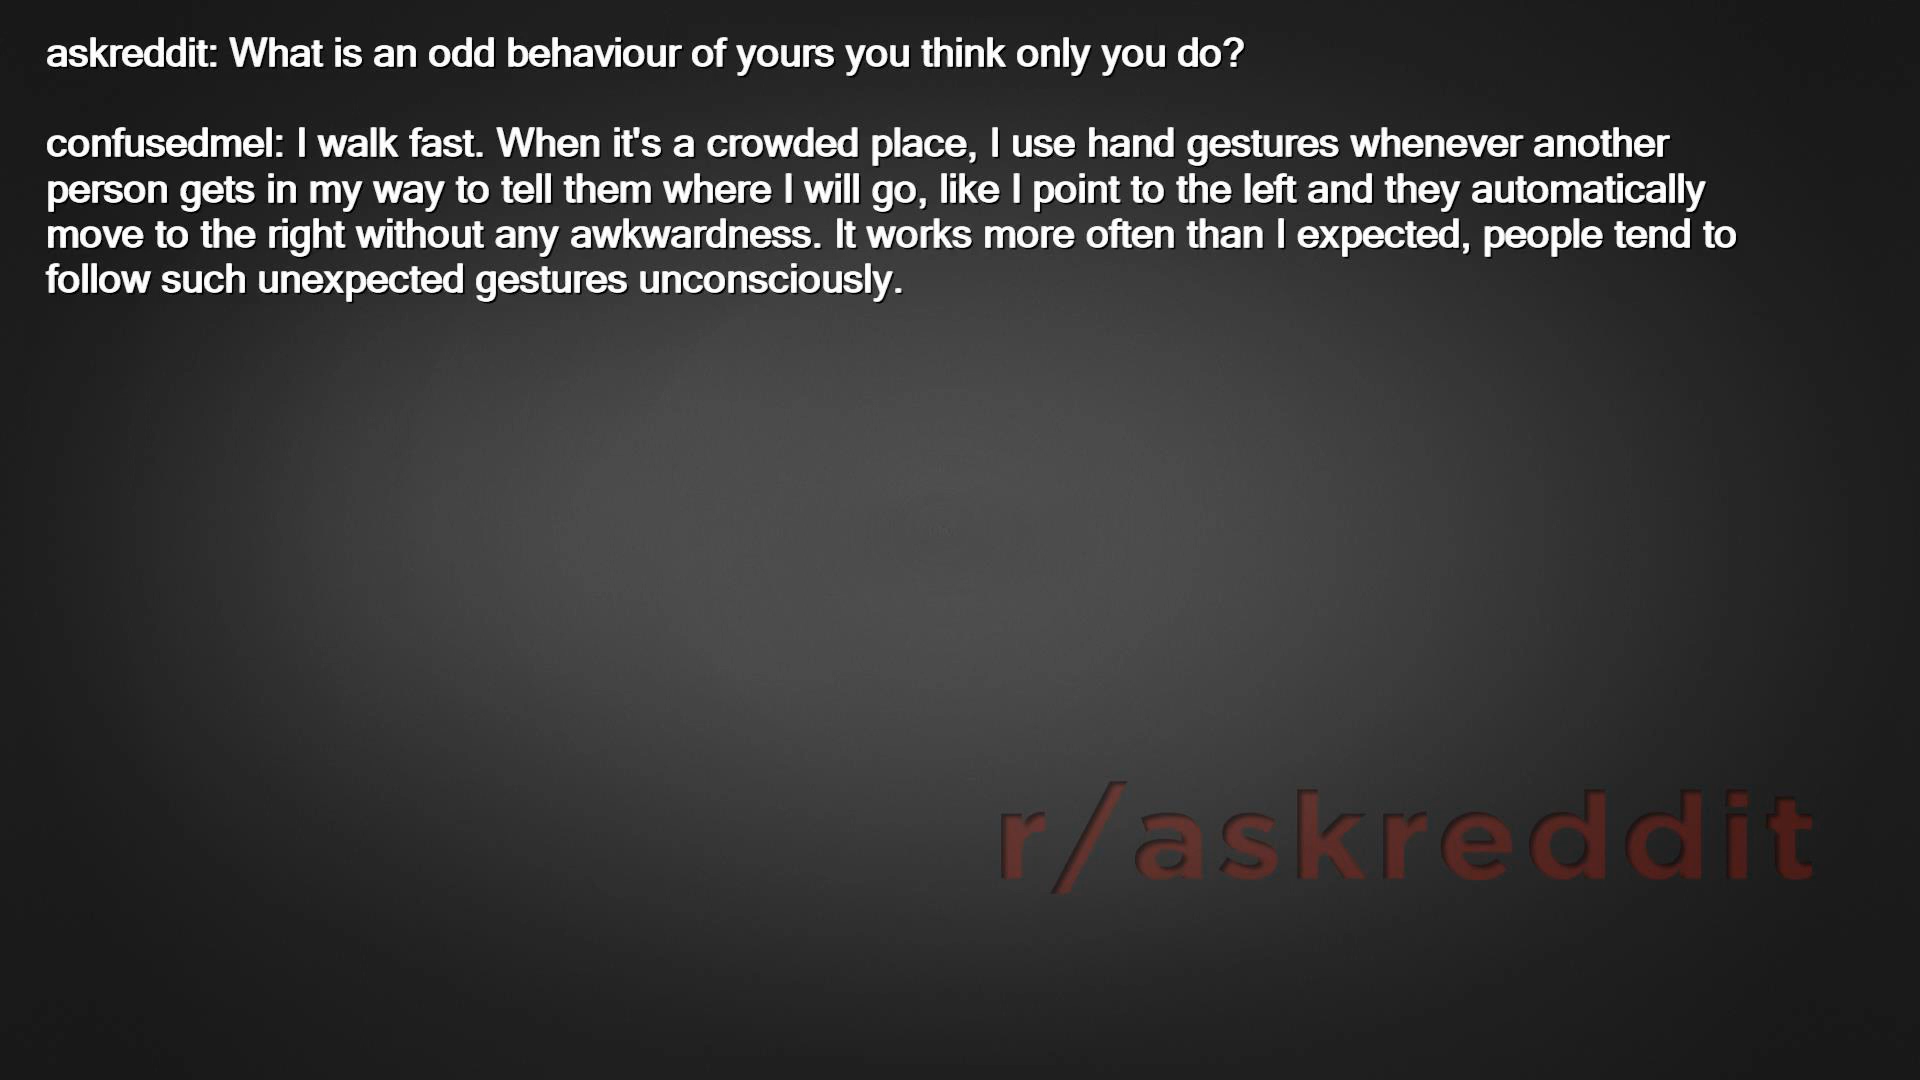 askreddit: What is an odd behaviour of yours you think only you do?
confusedmel: I walk fast. When it's a crowded place, I use hand gestures whenever another
person gets in my way to tell them where I will go, like I point to the left and they automatically
move to the right without any awkwardness. It works more often than I expected, people tend to
follow such unexpected gestures unconsciously.
r/askreddit